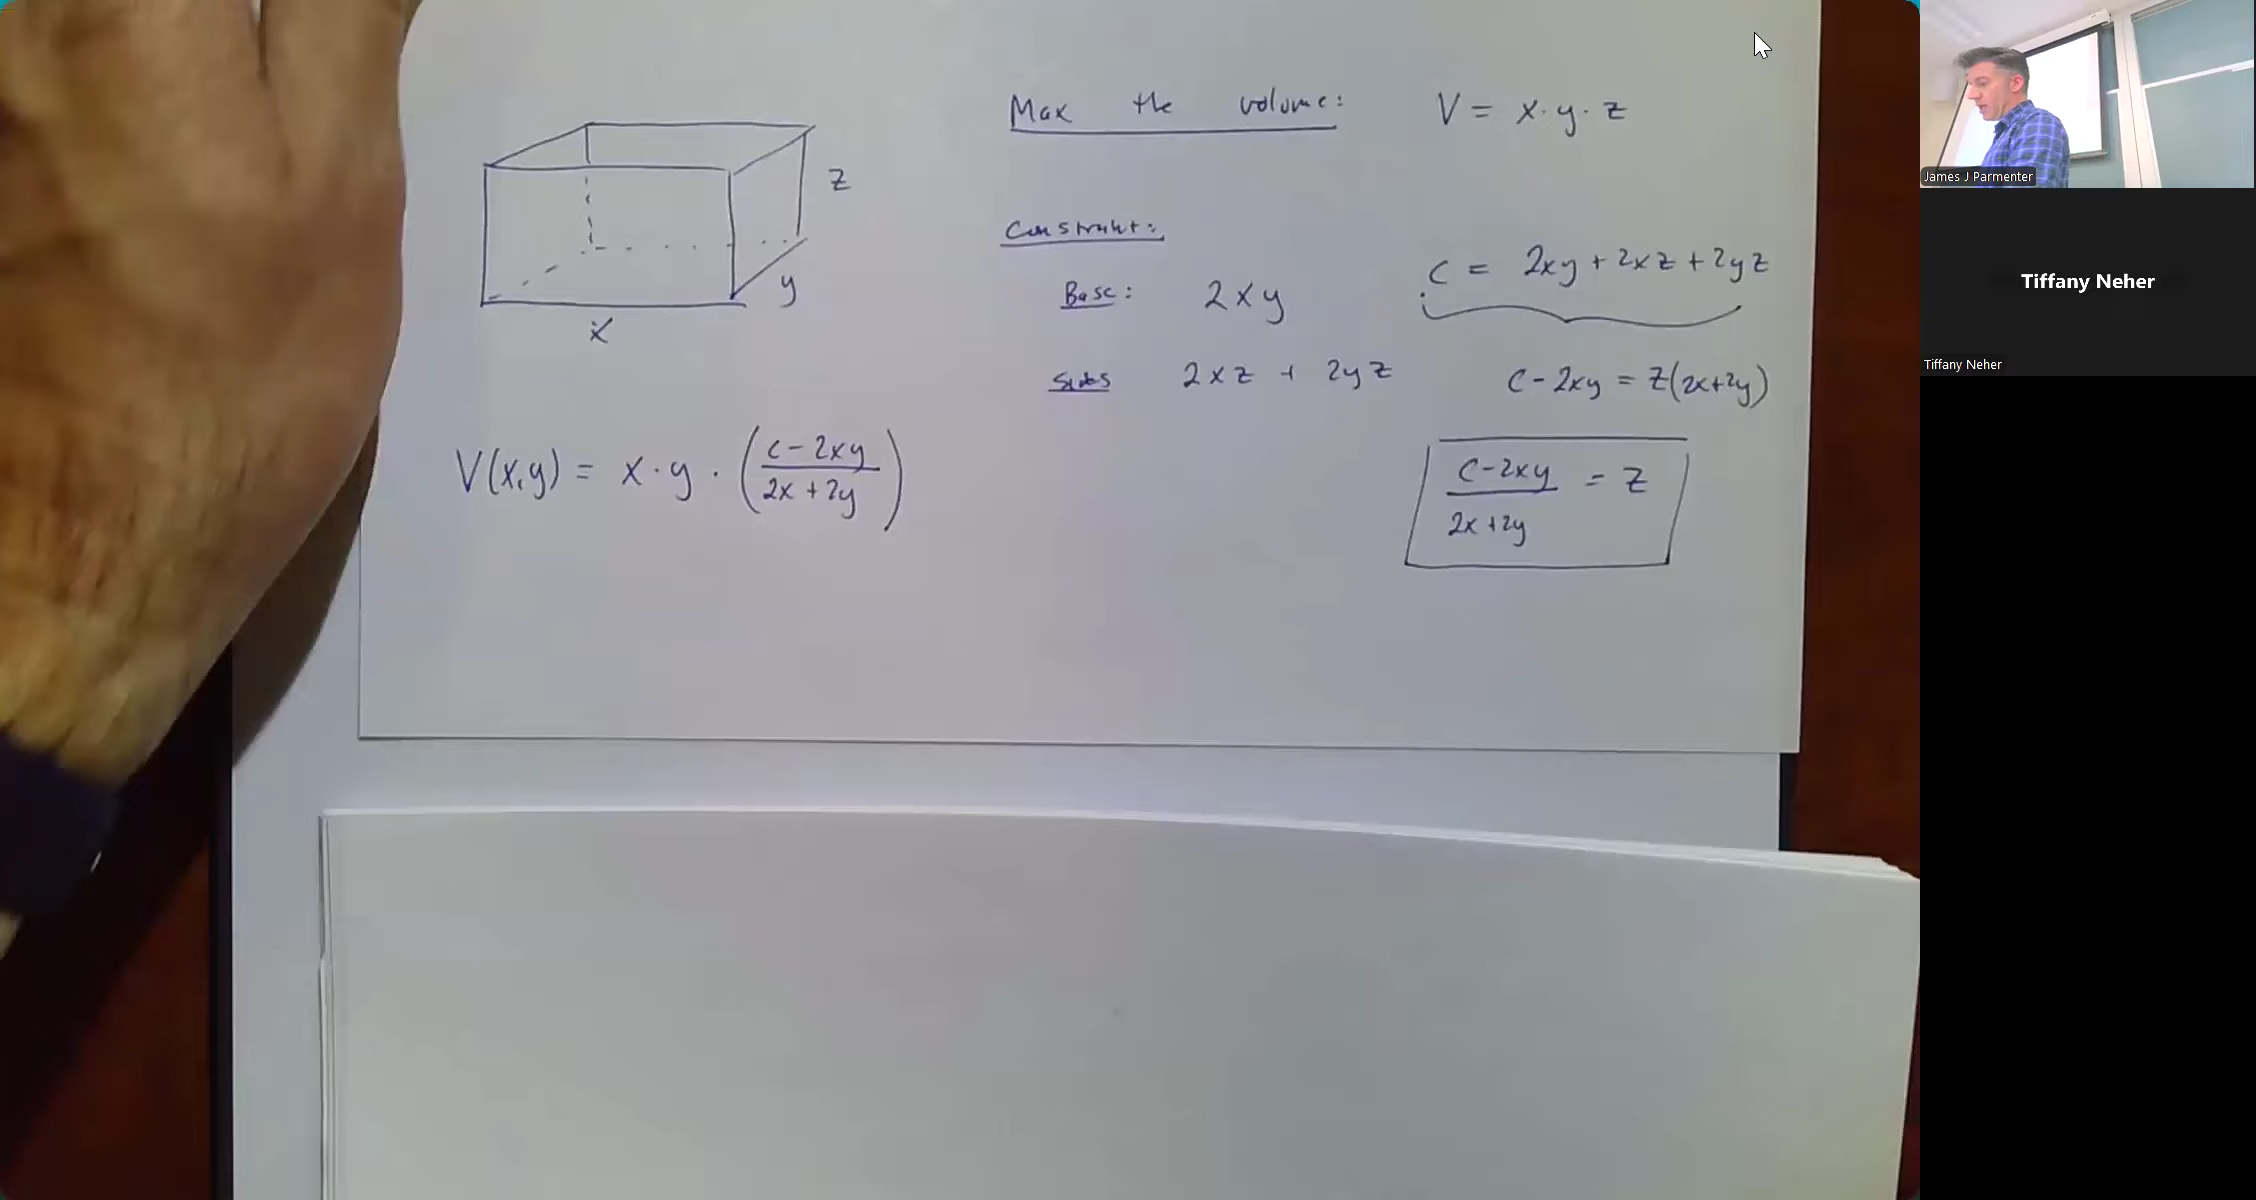 Max the volume: V = x·y·z
z
Constraint:
C = 2xy + 2xz + 2yz
Base: 2xy
y
x
Sides 2xz + 2yz
C - 2xy = z(2x+2y)
V(x,y) = x·y·((C-2xy)/(2x+2y))
(C-2xy)/(2x+2y) = z
James J Parmenter
Tiffany Neher
Tiffany Neher